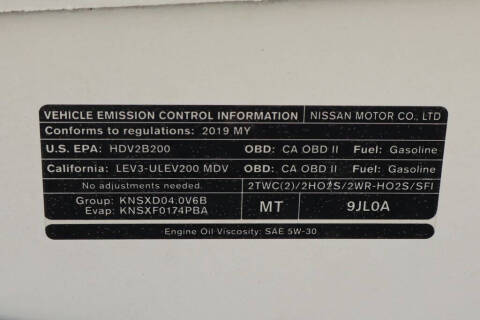 VEHICLE EMISSION CONTROL INFORMATION NISSAN MOTOR CO., LTD
Conforms to regulations: 2019 MY
U.S. EPA: HDV2B200 OBD: CA OBD II Fuel: Gasoline
California: LEV3-ULEV200 MDV OBD: CA OBD II Fuel: Gasoline
No adjustments needed. 2TWC(2)/2HO2S/2WR-HO2S/SFI
Group: KNSXD04.0V6B
Evap: KNSXF0174PBA
MT 9JL0A
Engine Oil Viscosity: SAE 5W-30